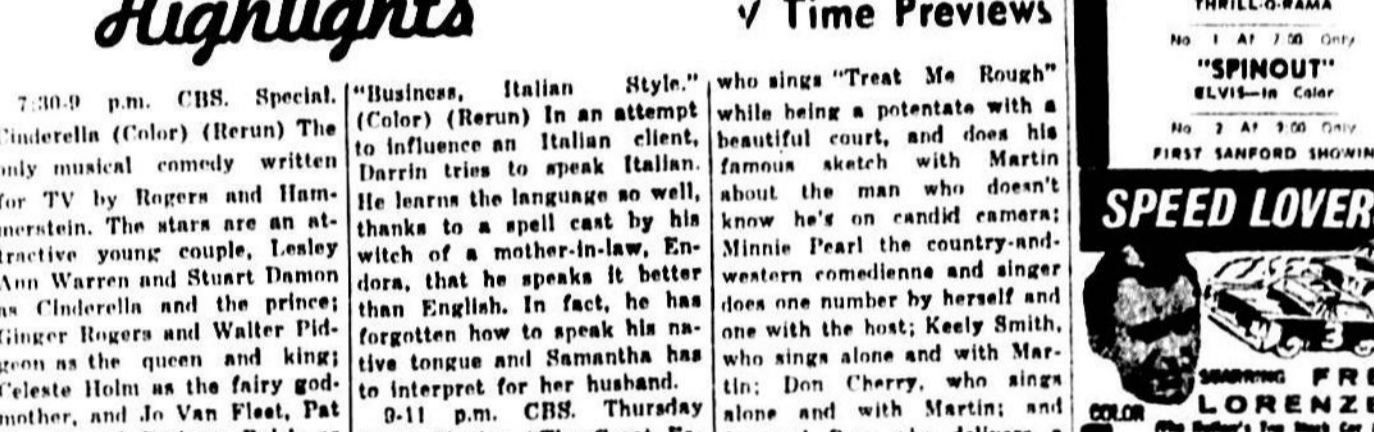 Highlights
√ Time Previews
7:30-9 p.m. CBS. Special.
Cinderella (Color) (Rerun) The
only musical comedy written
for TV by Rogers and Ham-
merstein. The stars are an at-
tractive young couple, Lesley
Ann Warren and Stuart Damon
as Cinderella and the prince;
Ginger Rogers and Walter Pid-
geon as the queen and king;
Celeste Holm as the fairy god-
mother, and Jo Van Fleet, Pat
"Business, Italian Style."
(Color) (Rerun) In an attempt
to influence an Italian client,
Darrin tries to speak Italian.
He learns the language so well,
thanks to a spell cast by his
witch of a mother-in-law, En-
dora, that he speaks it better
than English. In fact, he has
forgotten how to speak his na-
tive tongue and Samantha has
to interpret for her husband.
9-11 p.m. CBS. Thursday
who sings "Treat Me Rough"
while being a potentate with a
beautiful court, and does his
famous sketch with Martin
about the man who doesn't
know he's on candid camera;
Minnie Pearl the country-and-
western comedienne and singer
does one number by herself and
one with the host; Keely Smith,
who sings alone and with Mar-
tin; Don Cherry, who sings
alone and with Martin; and
THRILL-O-RAMA
No 1 At 7:00 Only
"SPINOUT"
ELVIS—In Color
No 2 At 9:00 Only
FIRST SANFORD SHOWIN
SPEED LOVER
3
STARRING FRE
LORENZE
COLOR